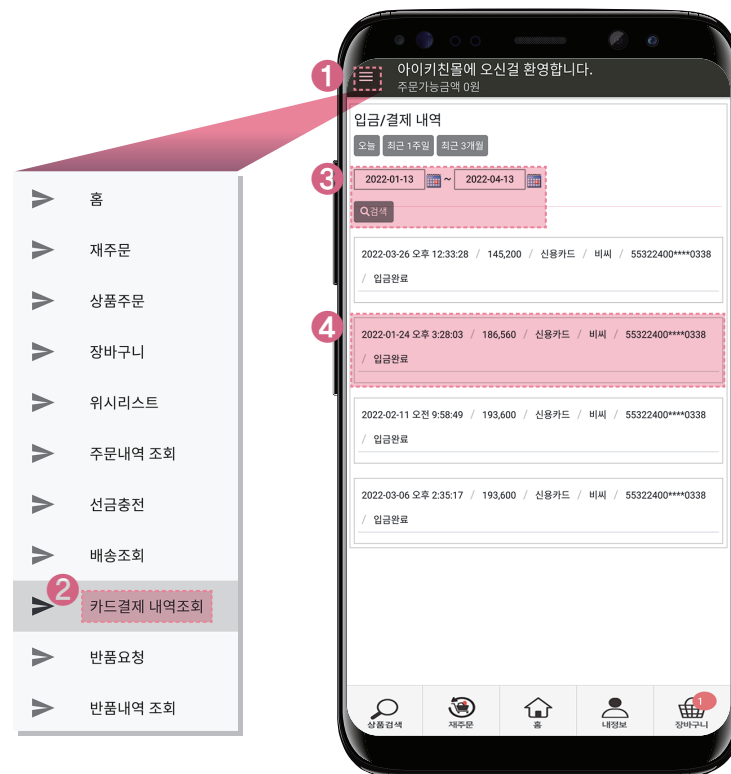 1
아이키친몰에 오신걸 환영합니다.
주문가능금액 0원
입금/결제 내역
오늘 최근 1주일 최근 3개월
3
2022-01-13 ~ 2022-04-13
검색
2022-03-26 오후 12:33:28 / 145,200 / 신용카드 / 비씨 / 55322400****0338
/ 입금완료
4
2022-01-24 오후 3:28:03 / 186,560 / 신용카드 / 비씨 / 55322400****0338
/ 입금완료
2022-02-11 오전 9:58:49 / 193,600 / 신용카드 / 비씨 / 55322400****0338
/ 입금완료
2022-03-06 오후 2:35:17 / 193,600 / 신용카드 / 비씨 / 55322400****0338
/ 입금완료
상품검색 재주문 홈 내정보 장바구니 1
홈
재주문
상품주문
장바구니
위시리스트
주문내역 조회
선금충전
배송조회
2
카드결제 내역조회
반품요청
반품내역 조회